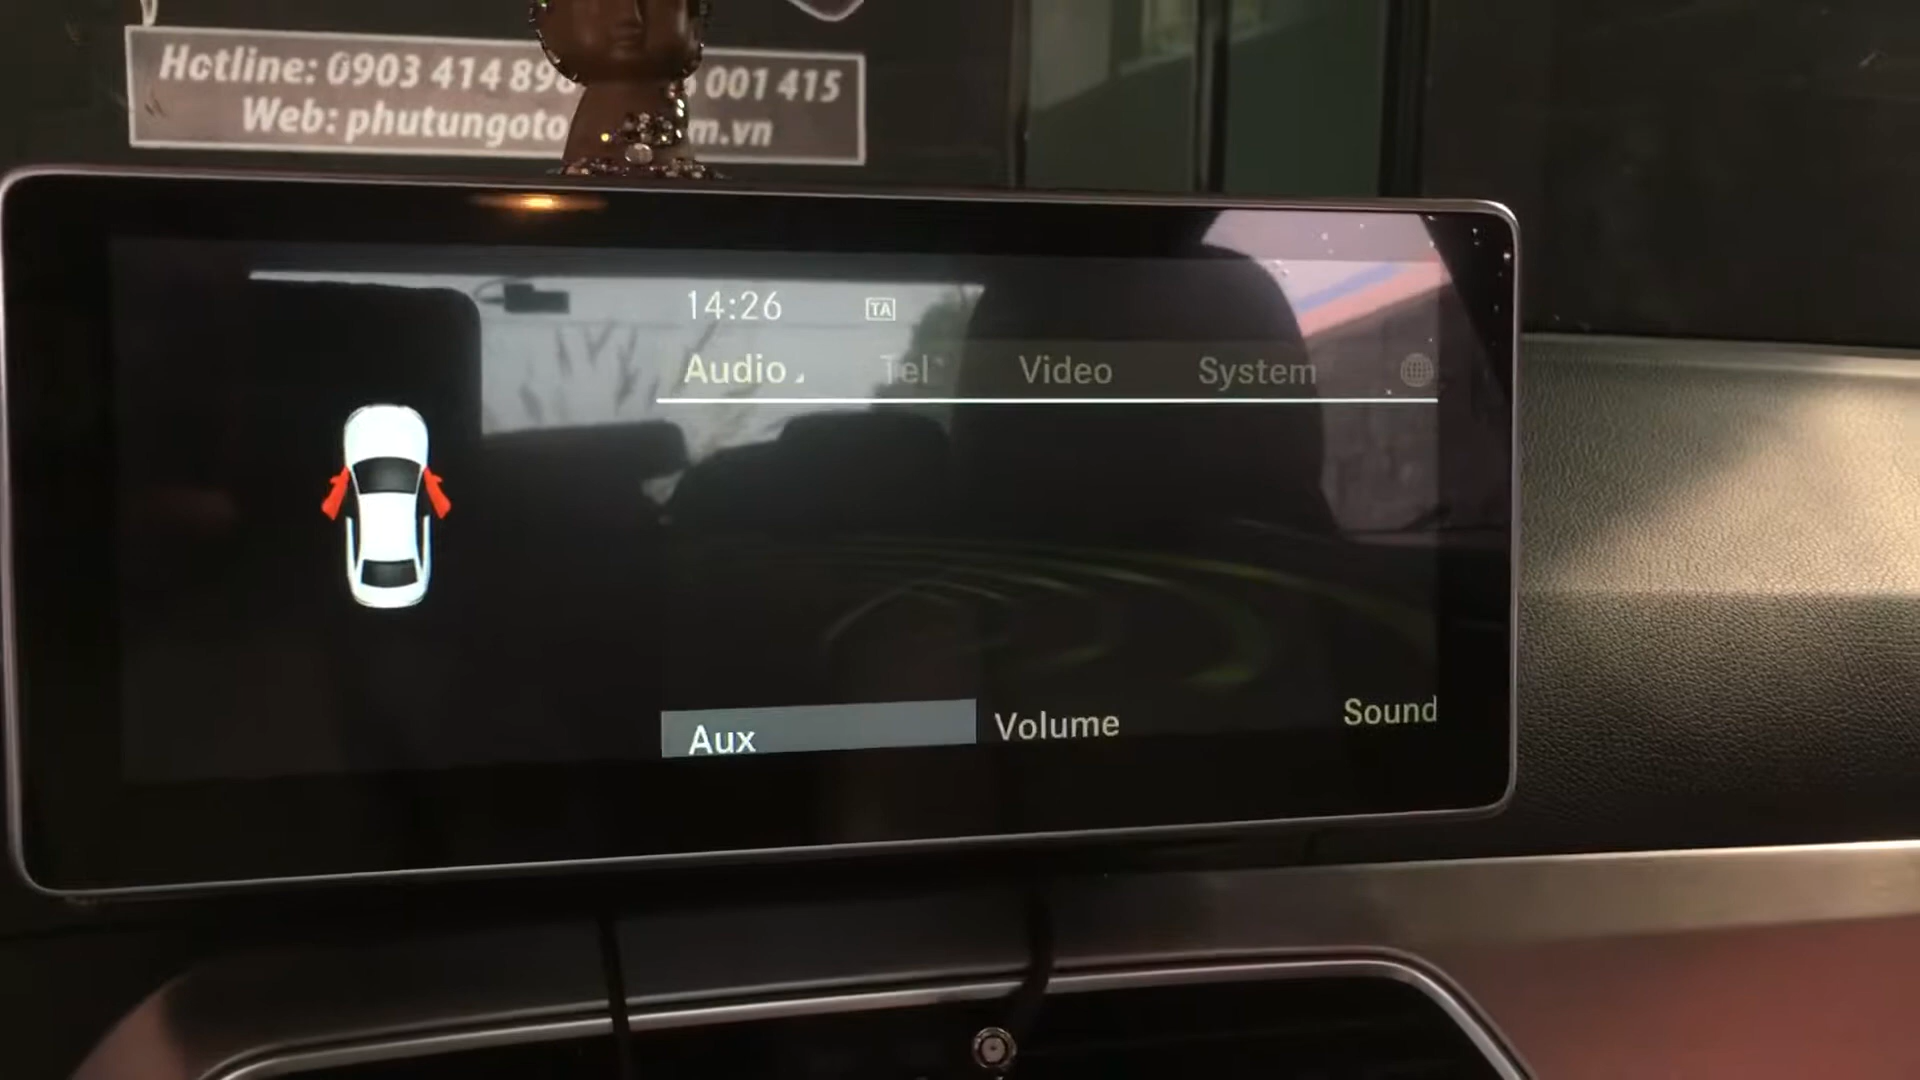 Hotline: 0903 414 89 001 415
Web: phutungoto m.vn
14:26 TA
Audio Tel Video System
Aux Volume Sound